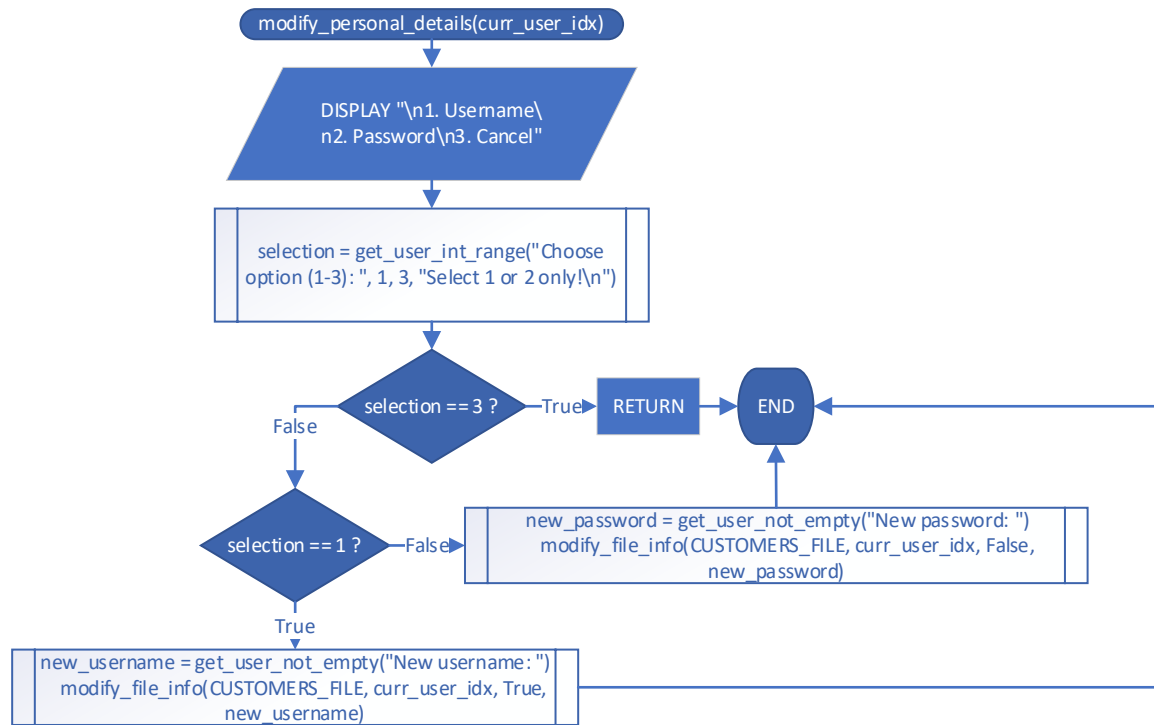 modify_personal_details(curr_user_idx)
DISPLAY "\n1. Username\
n2. Password\n3. Cancel"
selection = get_user_int_range("Choose
option (1-3): ", 1, 3, "Select 1 or 2 only!\n")
selection == 3 ?
True
RETURN
END
False
selection == 1 ?
False
new_password = get_user_not_empty("New password: ")
modify_file_info(CUSTOMERS_FILE, curr_user_idx, False,
new_password)
True
new_username = get_user_not_empty("New username: ")
modify_file_info(CUSTOMERS_FILE, curr_user_idx, True,
new_username)